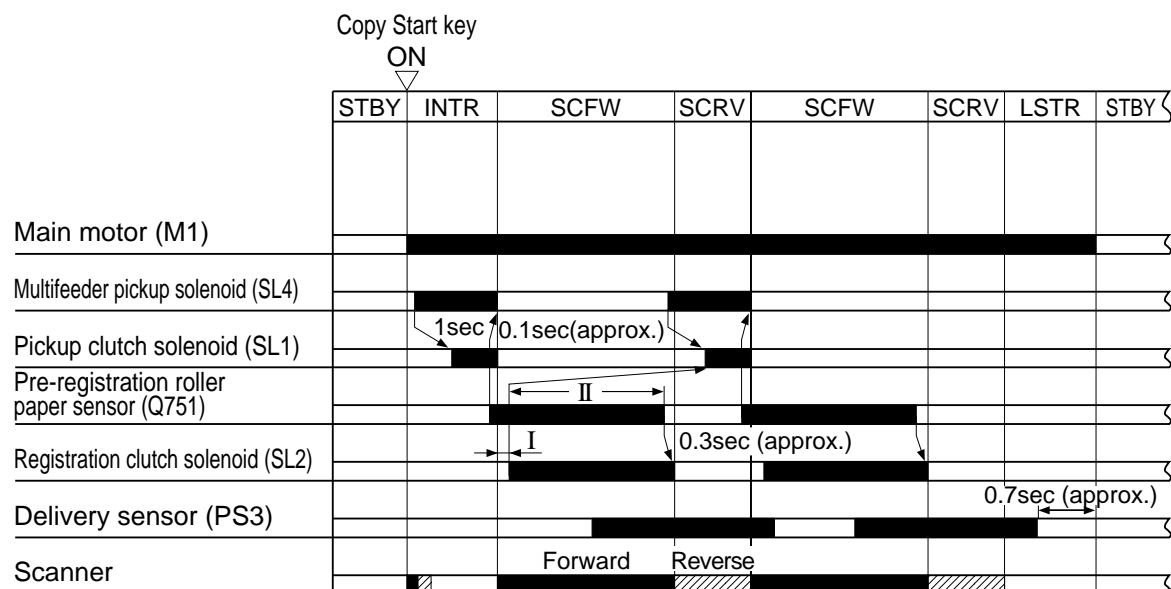 Copy Start key
ON
STBY INTR SCFW SCRV SCFW SCRV LSTR STBY
Main motor (M1)
Multifeeder pickup solenoid (SL4)
1sec 0.1sec(approx.)
Pickup clutch solenoid (SL1)
Pre-registration roller
paper sensor (Q751)
II
I 0.3sec (approx.)
Registration clutch solenoid (SL2)
0.7sec (approx.)
Delivery sensor (PS3)
Forward Reverse
Scanner